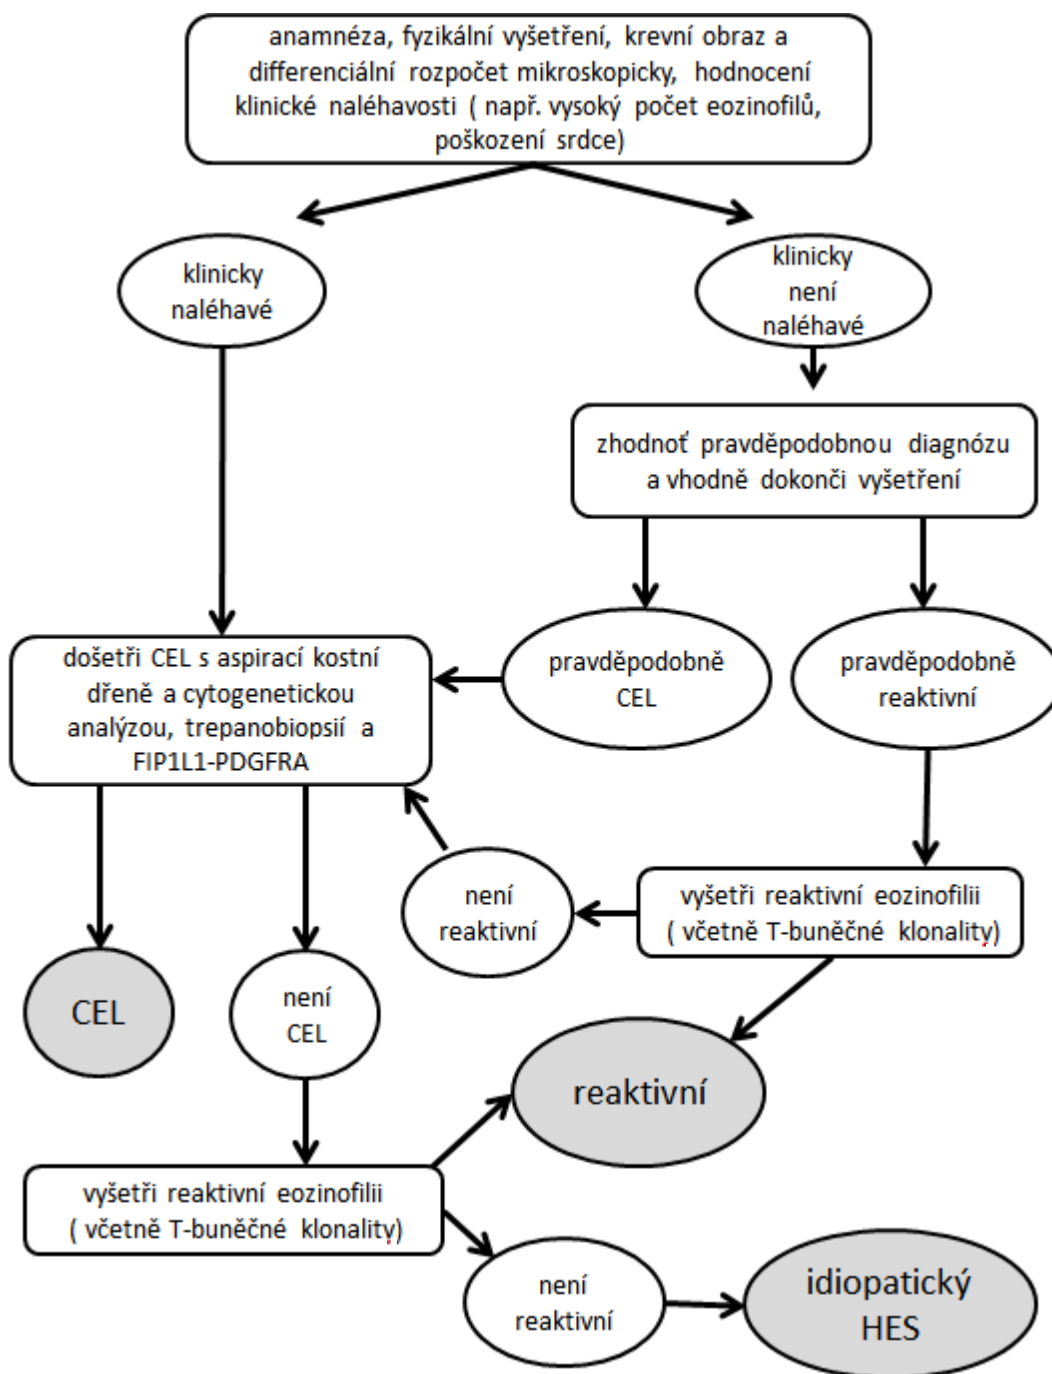 anamnéza, fyzikální vyšetření, krevní obraz a
differenciální rozpočet mikroskopicky, hodnocení
klinické naléhavosti ( např. vysoký počet eozinofilů,
poškození srdce)
klinicky
naléhavé
klinicky
není
naléhavé
zhodnoť pravděpodobnou diagnózu
a vhodně dokonči vyšetření
došetři CEL s aspirací kostní
dřeně a cytogenetickou
analýzou, trepanobiopsií a
FIP1L1-PDGFRA
pravděpodobně
CEL
pravděpodobně
reaktivní
není
reaktivní
vyšetři reaktivní eozinofilii
( včetně T-buněčné klonality)
CEL
není
CEL
reaktivní
vyšetři reaktivní eozinofilii
( včetně T-buněčné klonality)
není
reaktivní
idiopatický
HES